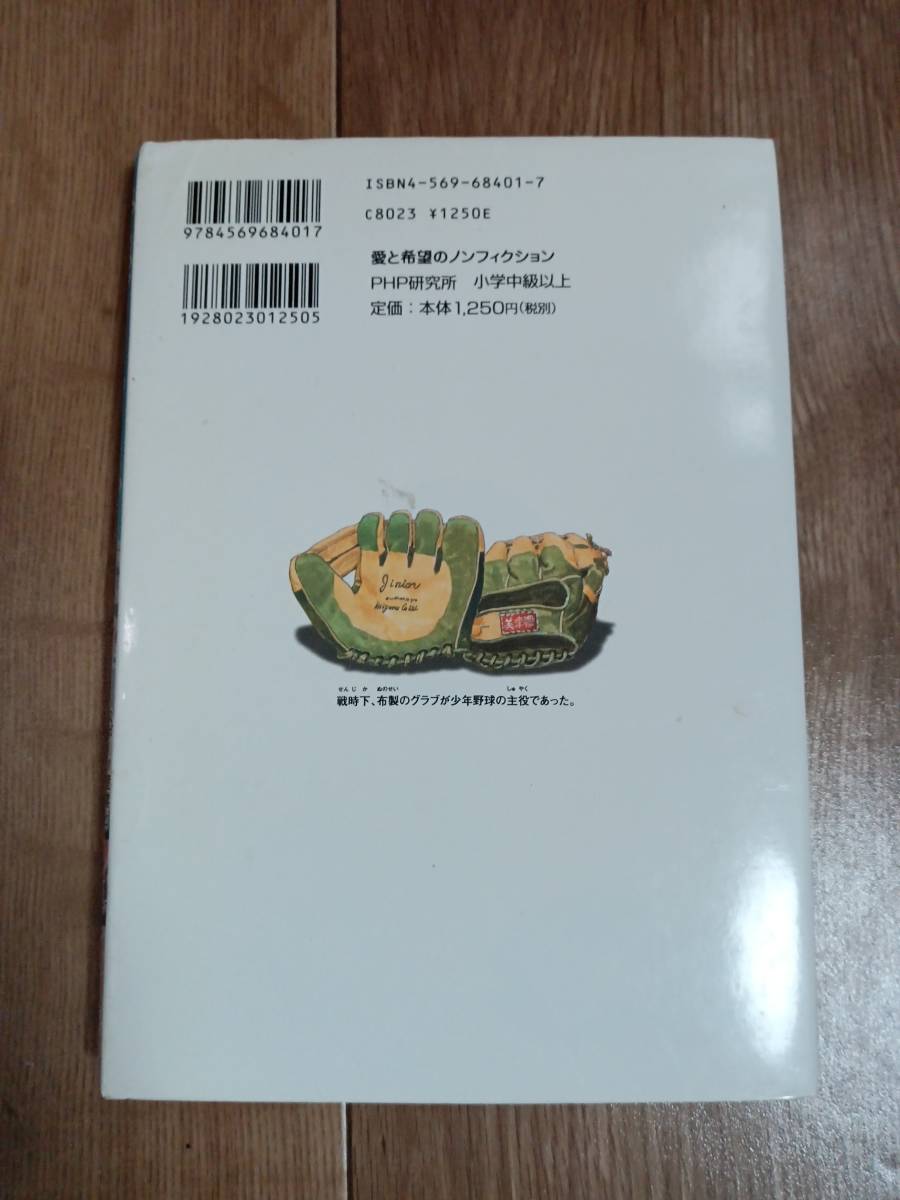 ISBN4-569-68401-7
C8023 ¥1250E
9784569684017
1928023012505
愛と希望のノンフィクション
PHP研究所 小学中級以上
定価：本体1,250円(税別)
Junior
せんじか ぬのせい しゅやく
戦時下、布製のグラブが少年野球の主役であった。